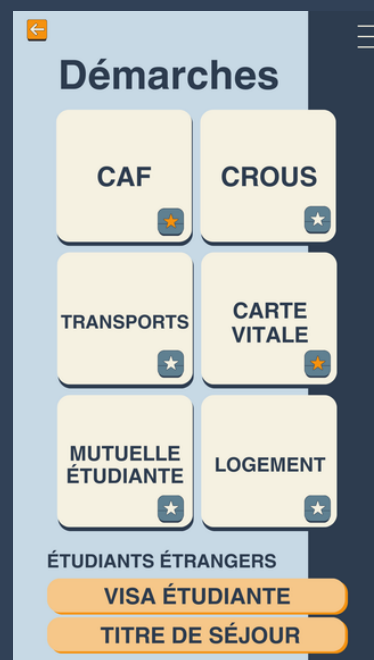 Démarches
CAF
CROUS
TRANSPORTS
CARTE
VITALE
MUTUELLE
ÉTUDIANTE
LOGEMENT
ÉTUDIANTS ÉTRANGERS
VISA ÉTUDIANTE
TITRE DE SÉJOUR